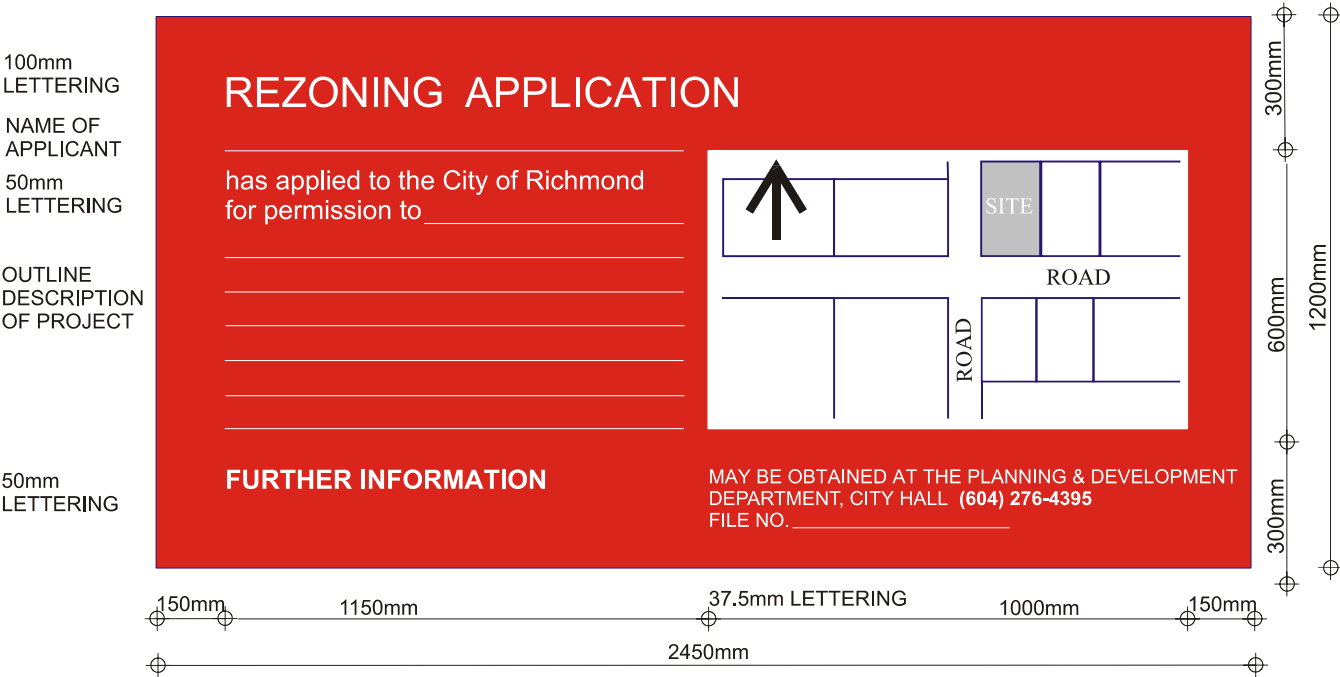 100mm
LETTERING
NAME OF
APPLICANT
50mm
LETTERING
OUTLINE
DESCRIPTION
OF PROJECT
50mm
LETTERING
REZONING APPLICATION
has applied to the City of Richmond
for permission to
SITE
ROAD
ROAD
FURTHER INFORMATION
MAY BE OBTAINED AT THE PLANNING & DEVELOPMENT
DEPARTMENT, CITY HALL (604) 276-4395
FILE NO.
300mm
600mm
300mm
1200mm
150mm
1150mm
37.5mm LETTERING
1000mm
150mm
2450mm